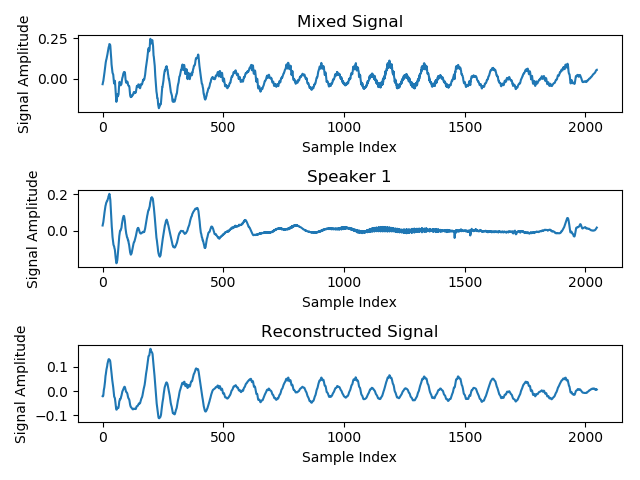 Mixed Signal
Signal Amplitude
0.25
0.00
0 500 1000 1500 2000
Sample Index
Speaker 1
Signal Amplitude
0.2
0.0
0 500 1000 1500 2000
Sample Index
Reconstructed Signal
Signal Amplitude
0.1
0.0
−0.1
0 500 1000 1500 2000
Sample Index